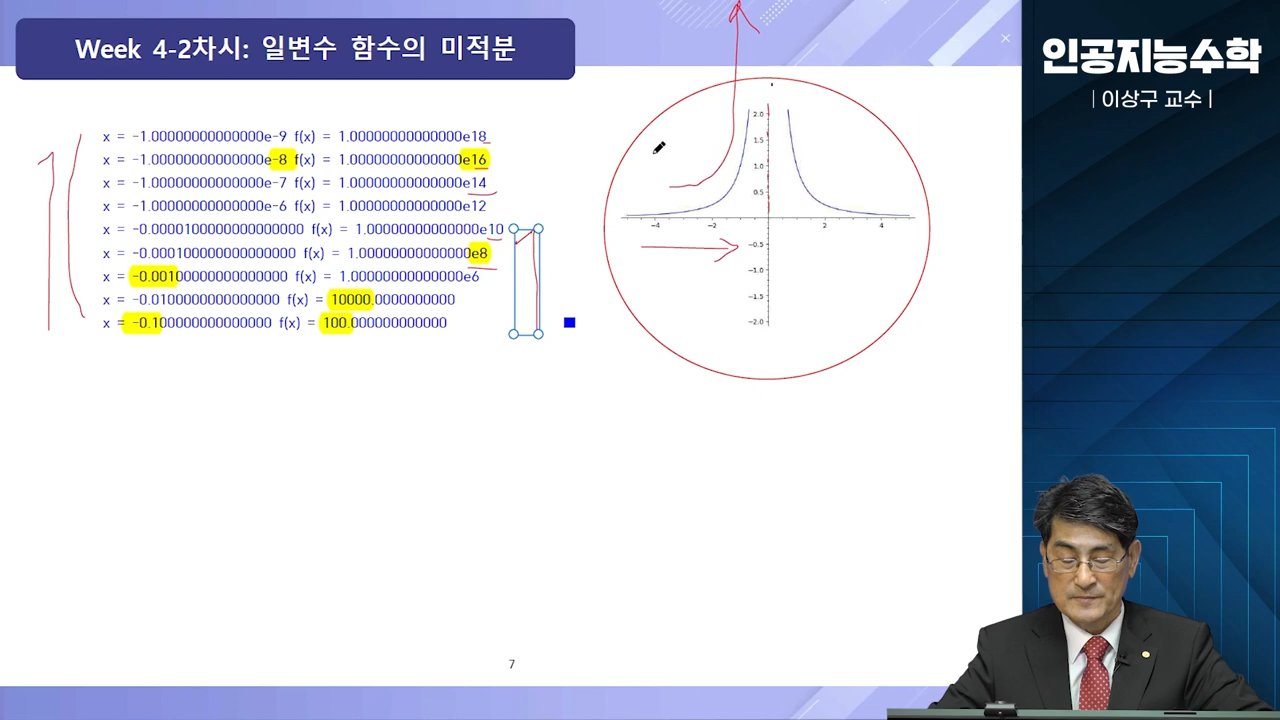 Week 4-2차시: 일변수 함수의 미적분
인공지능수학
| 이상구 교수 |
x = -1.00000000000000e-9 f(x) = 1.00000000000000e18
x = -1.00000000000000e-8 f(x) = 1.00000000000000e16
x = -1.00000000000000e-7 f(x) = 1.00000000000000e14
x = -1.00000000000000e-6 f(x) = 1.00000000000000e12
x = -0.0000100000000000000 f(x) = 1.00000000000000e10
x = -0.000100000000000000 f(x) = 1.00000000000000e8
x = -0.00100000000000000 f(x) = 1.00000000000000e6
x = -0.0100000000000000 f(x) = 10000.0000000000
x = -0.100000000000000 f(x) = 100.000000000000
2.0
1.5
1.0
0.5
-4 -2 2 4
-0.5
-1.0
-1.5
-2.0
7